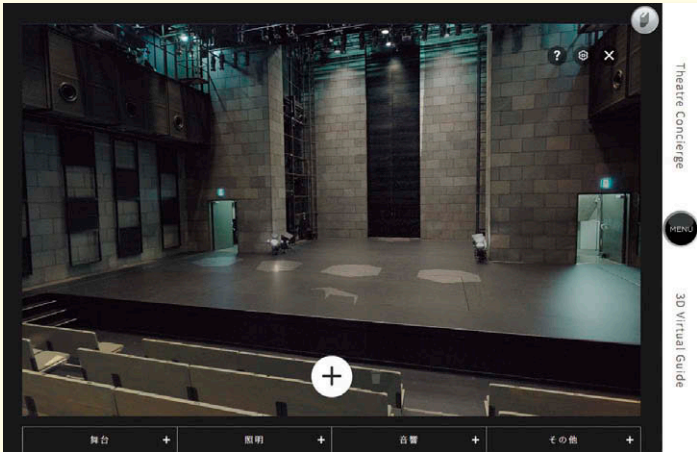 ?
Theatre Concierge
MENU
3D Virtual Guide
舞台 +
照明 +
音響 +
その他 +